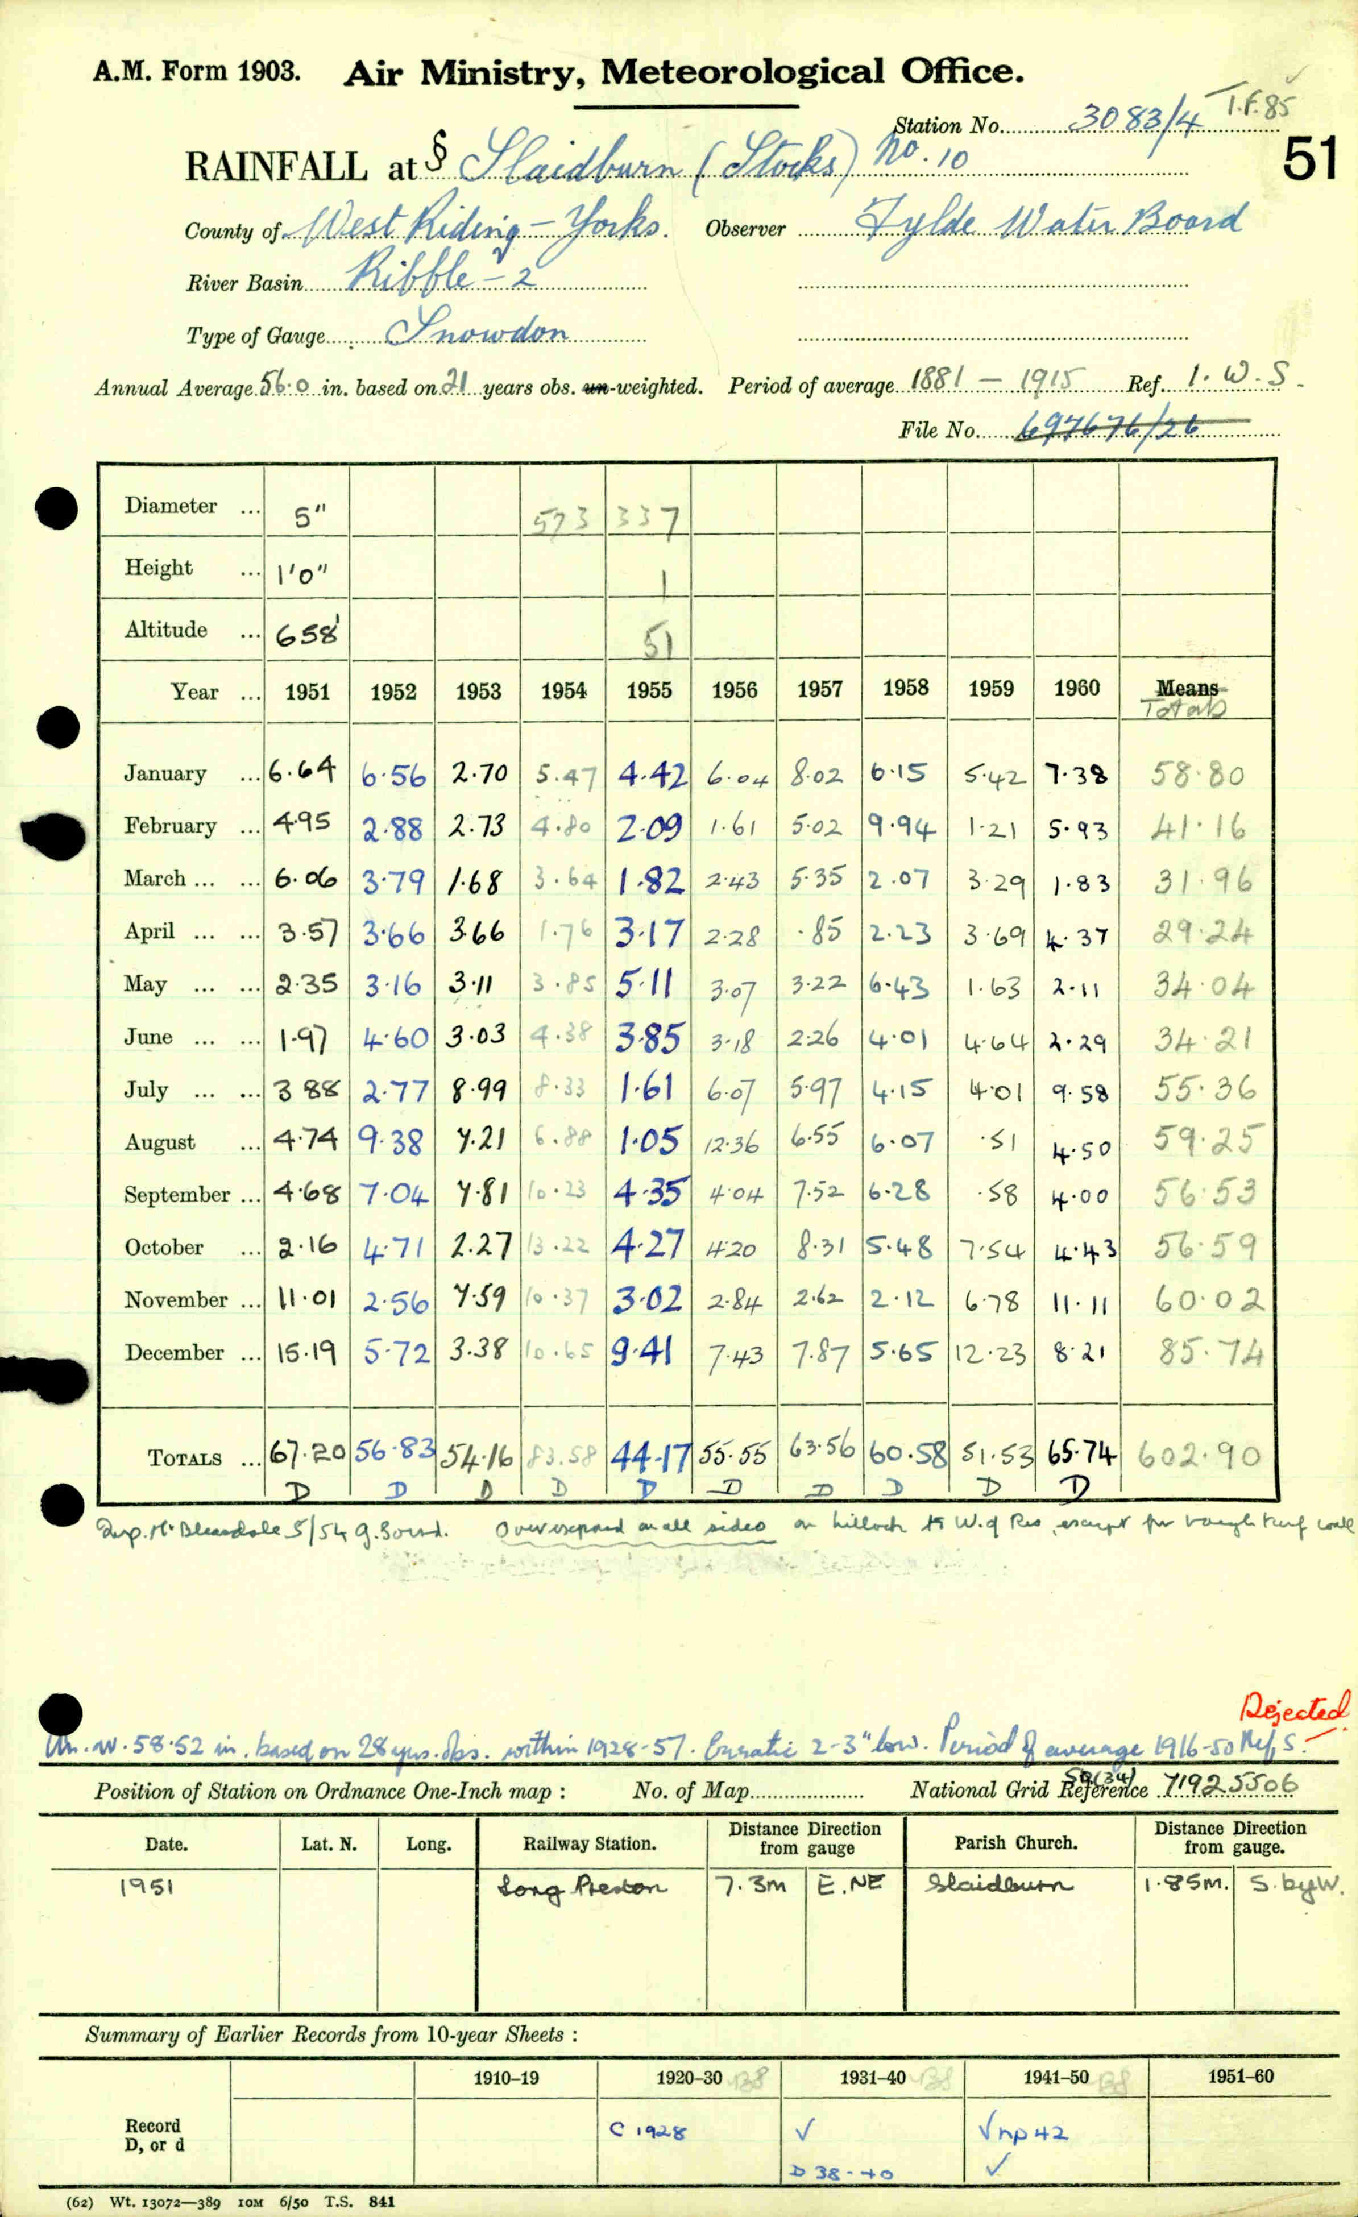 A.M. Form 1903. Air Ministry, Meteorological Office.
T.F.85
Station No. 3083/4
RAINFALL at § Slaidburn (Stocks) No. 10
51
County of West Riding - Yorks. Observer Fylde Water Board
River Basin Ribble - 2
Type of Gauge Snowdon
Annual Average 56.0 in. based on 21 years obs. un-weighted. Period of average 1881 - 1915 Ref. I.W.S.
File No. 697676/26
Diameter ... 5" 573 337
Height ... 1'0" 1
Altitude ... 658' 51
Year ... 1951 1952 1953 1954 1955 1956 1957 1958 1959 1960 Means
Totals
January ... 6.64 6.56 2.70 5.47 4.42 6.04 8.02 6.15 5.42 7.38 58.80
February ... 4.95 2.88 2.73 4.80 2.09 1.61 5.02 9.94 1.21 5.93 41.16
March ... ... 6.06 3.79 1.68 3.64 1.82 2.43 5.35 2.07 3.29 1.83 31.96
April ... ... 3.57 3.66 3.66 1.76 3.17 2.28 .85 2.23 3.69 4.37 29.24
May ... ... 2.35 3.16 3.11 3.85 5.11 3.07 3.22 6.43 1.63 2.11 34.04
June ... ... 1.97 4.60 3.03 4.38 3.85 3.18 2.26 4.01 4.64 2.29 34.21
July ... ... 3.88 2.77 8.99 8.33 1.61 6.07 5.97 4.15 4.01 9.58 55.36
August ... 4.74 9.38 7.21 6.88 1.05 12.36 6.55 6.07 .51 4.50 59.25
September ... 4.68 7.04 7.81 10.23 4.35 4.04 7.52 6.28 .58 4.00 56.53
October ... 2.16 4.71 2.27 13.22 4.27 4.20 8.31 5.48 7.54 4.43 56.59
November ... 11.01 2.56 7.59 10.37 3.02 2.84 2.62 2.12 6.78 11.11 60.02
December ... 15.19 5.72 3.38 10.65 9.41 7.43 7.87 5.65 12.23 8.21 85.74
TOTALS ... 67.20 56.83 54.16 83.58 44.17 55.55 63.56 60.58 51.53 65.74 602.90
D D D D D D D D D D
Insp. Mr Bleasdale 5/54 g. Sound. Overexposed on all sides on hillock to W. of Res, except for rough turf wall
Rejected
Un.w. 58.52 in. based on 28 yrs. obs. within 1928-57. Erratic 2-3" low. Period of average 1916-50 Ref. S.
Position of Station on Ordnance One-Inch map : No. of Map National Grid Reference SD(34) 71925506
Date. Lat. N. Long. Railway Station. Distance from Direction gauge Parish Church. Distance from Direction gauge.
1951 Long Preston 7.3m E.NE Slaidburn 1.85m. S. by W.
Summary of Earlier Records from 10-year Sheets :
1910-19 1920-30 B8 1931-40 B8 1941-50 B8 1951-60
Record C 1928 ✓ ✓ np 42
D, or d D 38-40 ✓
(62) Wt. 13072—389 10M 6/50 T.S. 841